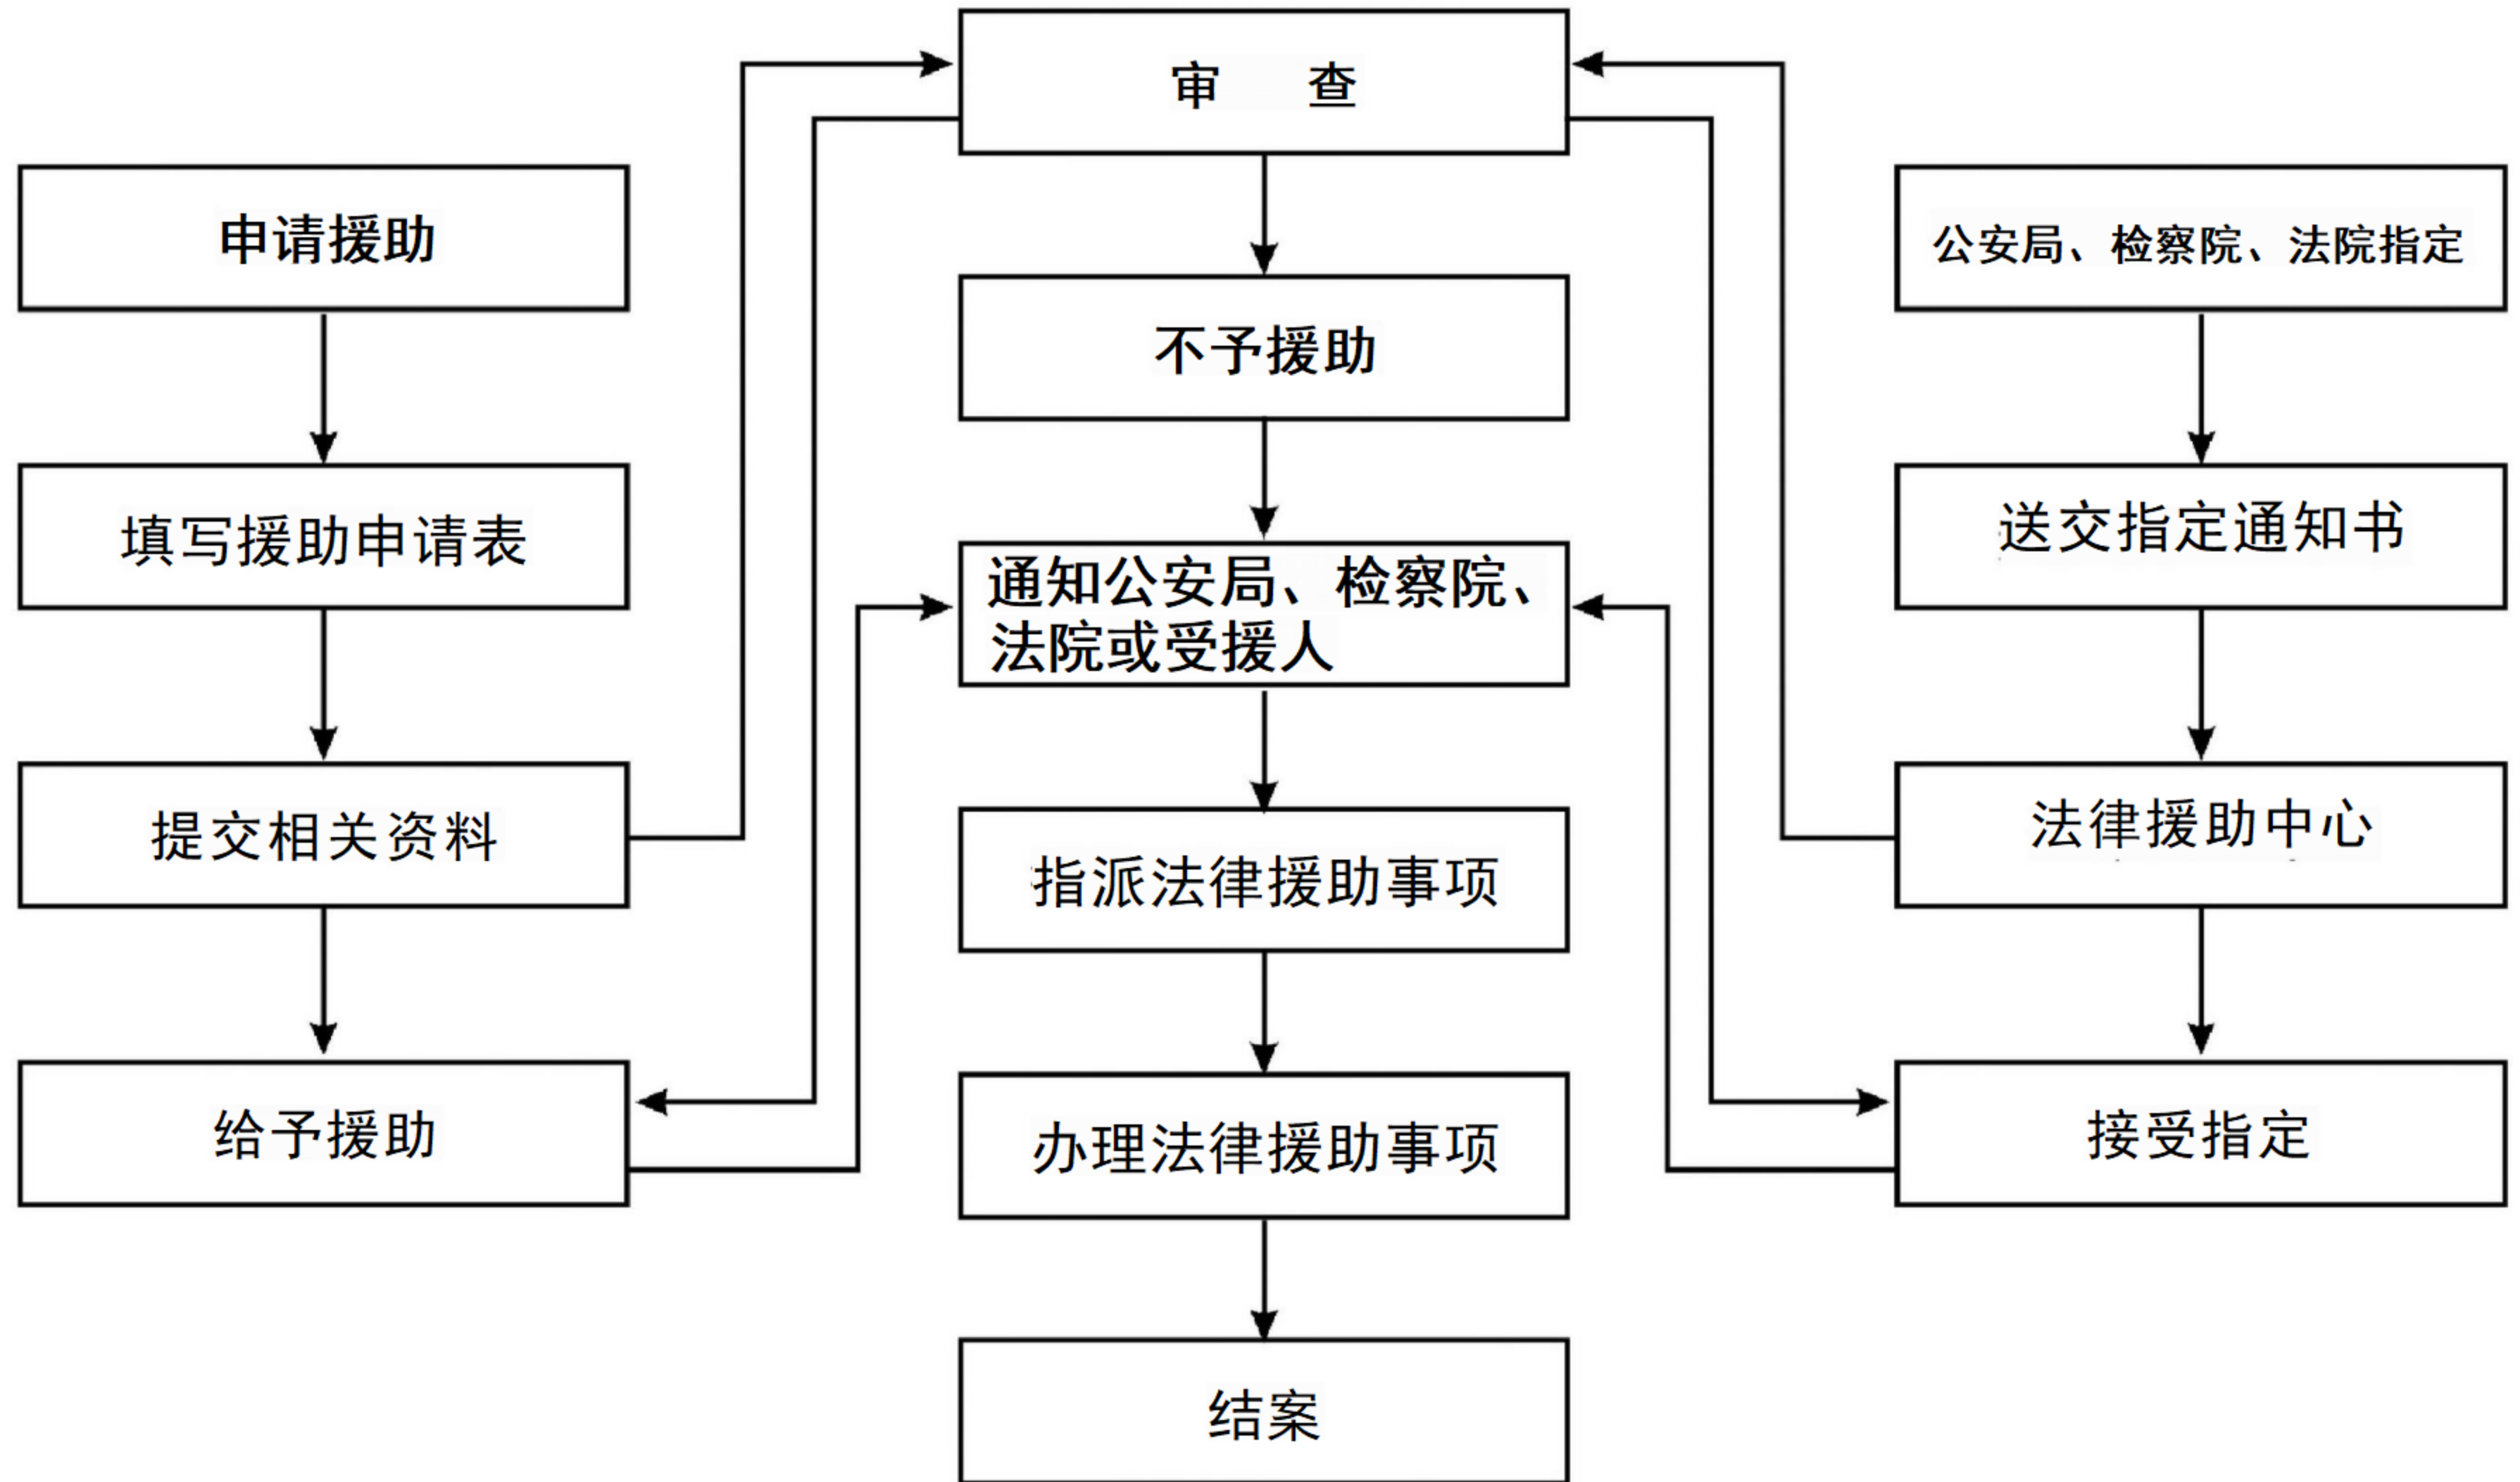 审 查
申请援助
公安局、检察院、法院指定
不予援助
填写援助申请表
通知公安局、检察院、
法院或受援人
送交指定通知书
提交相关资料
指派法律援助事项
法律援助中心
给予援助
办理法律援助事项
接受指定
结案